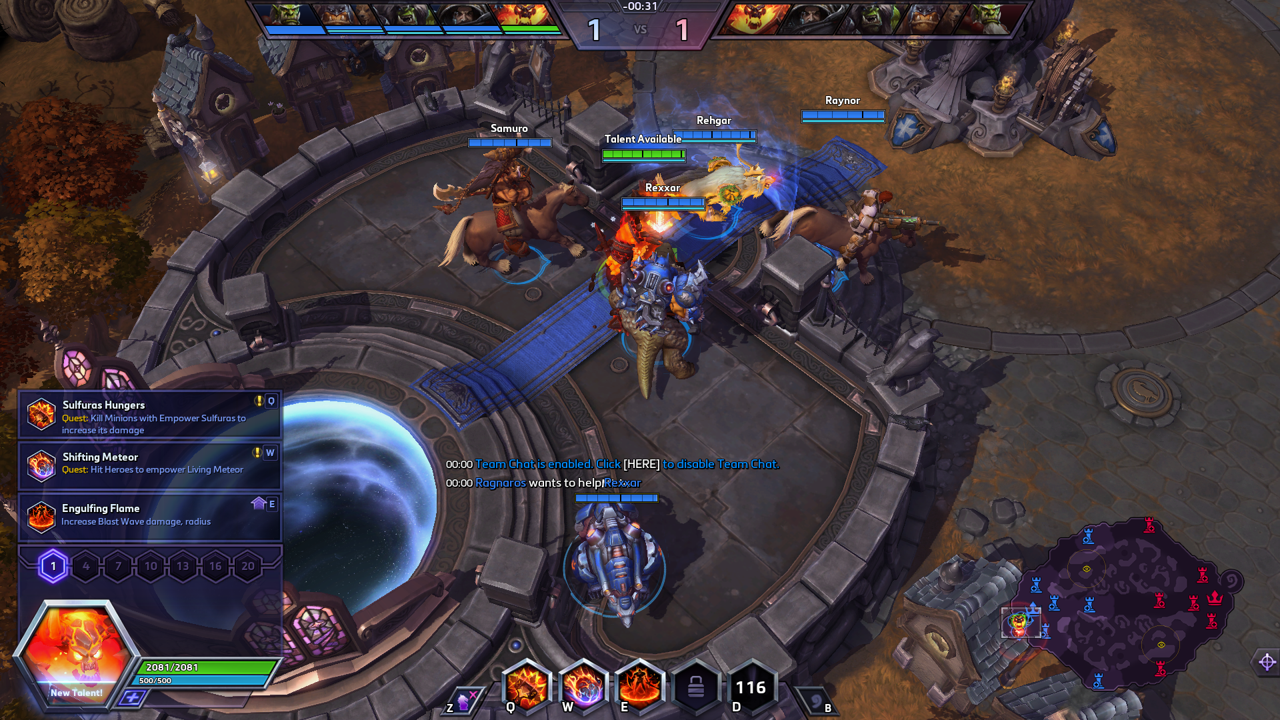 -00:31
1 VS 1
Raynor
Rehgar
Samuro
Talent Available
Rexxar
Sulfuras Hungers Q
Quest: Kill Minions with Empower Sulfuras to
increase its damage
Shifting Meteor W
Quest: Hit Heroes to empower Living Meteor
Engulfing Flame E
Increase Blast Wave damage, radius
00:00 Team Chat is enabled. Click [HERE] to disable Team Chat.
00:00 Ragnaros wants to help Rexxar
1 4 7 10 13 16 20
2081/2081
500/500
New Talent!
116
Z Q W E D B